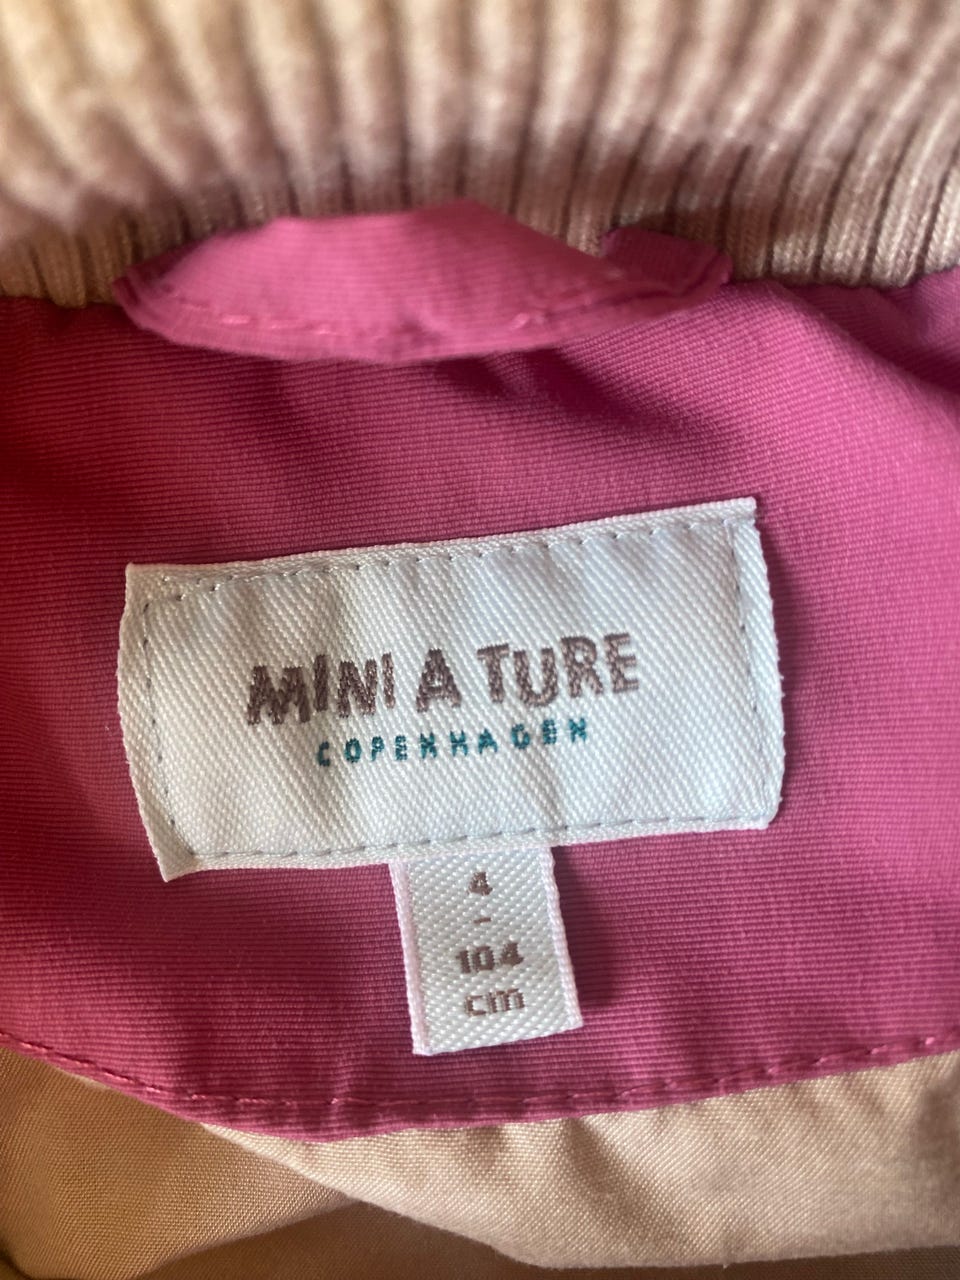 MINI A TURE
COPENHAGEN
4
-
104
cm